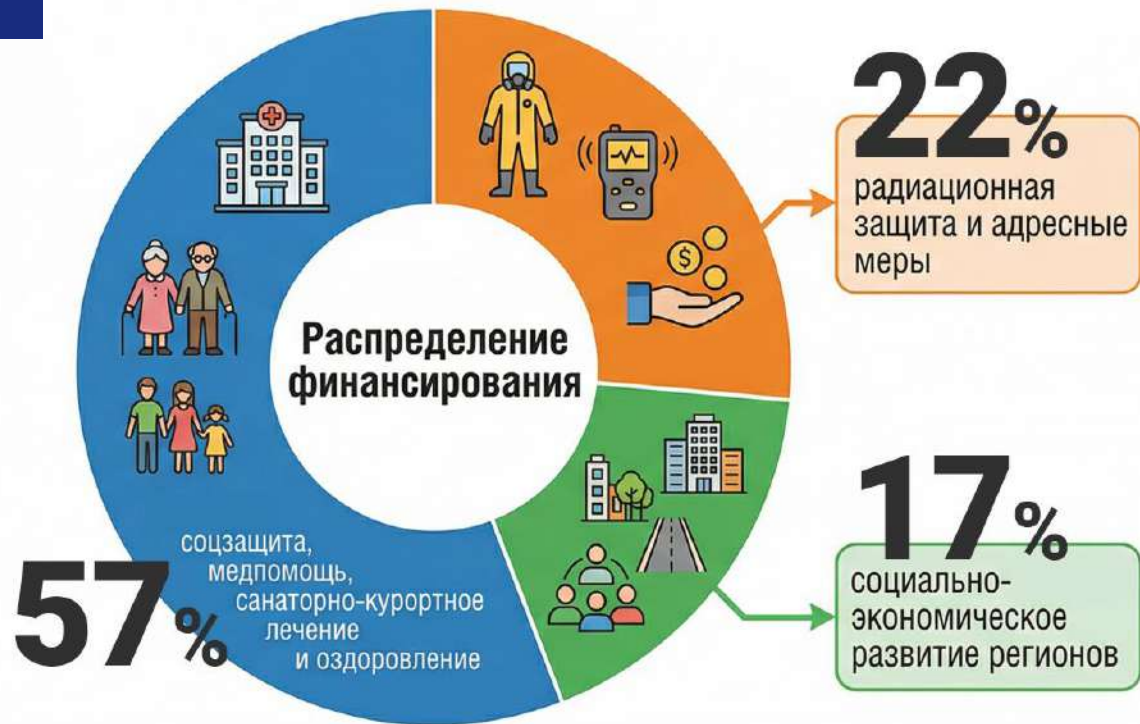 22%
радиационная
защита и адресные
меры
Распределение
финансирования
17%
социально-
экономическое
развитие регионов
57%
соцзащита,
медпомощь,
санаторно-курортное
лечение
и оздоровление